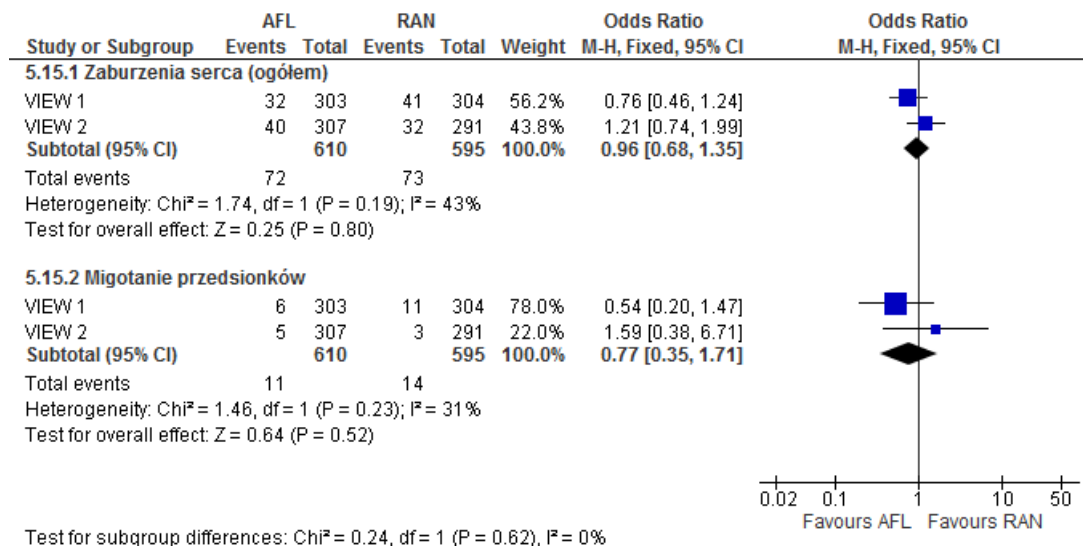 AFL RAN Odds Ratio Odds Ratio
Study or Subgroup Events Total Events Total Weight M-H, Fixed, 95% CI M-H, Fixed, 95% CI
5.15.1 Zaburzenia serca (ogółem)
VIEW 1 32 303 41 304 56.2% 0.76 [0.46, 1.24]
VIEW 2 40 307 32 291 43.8% 1.21 [0.74, 1.99]
Subtotal (95% CI) 610 595 100.0% 0.96 [0.68, 1.35]
Total events 72 73
Heterogeneity: Chi² = 1.74, df = 1 (P = 0.19); I² = 43%
Test for overall effect: Z = 0.25 (P = 0.80)
5.15.2 Migotanie przedsionków
VIEW 1 6 303 11 304 78.0% 0.54 [0.20, 1.47]
VIEW 2 5 307 3 291 22.0% 1.59 [0.38, 6.71]
Subtotal (95% CI) 610 595 100.0% 0.77 [0.35, 1.71]
Total events 11 14
Heterogeneity: Chi² = 1.46, df = 1 (P = 0.23); I² = 31%
Test for overall effect: Z = 0.64 (P = 0.52)
0.02 0.1 1 10 50
Favours AFL Favours RAN
Test for subgroup differences: Chi² = 0.24, df = 1 (P = 0.62), I² = 0%